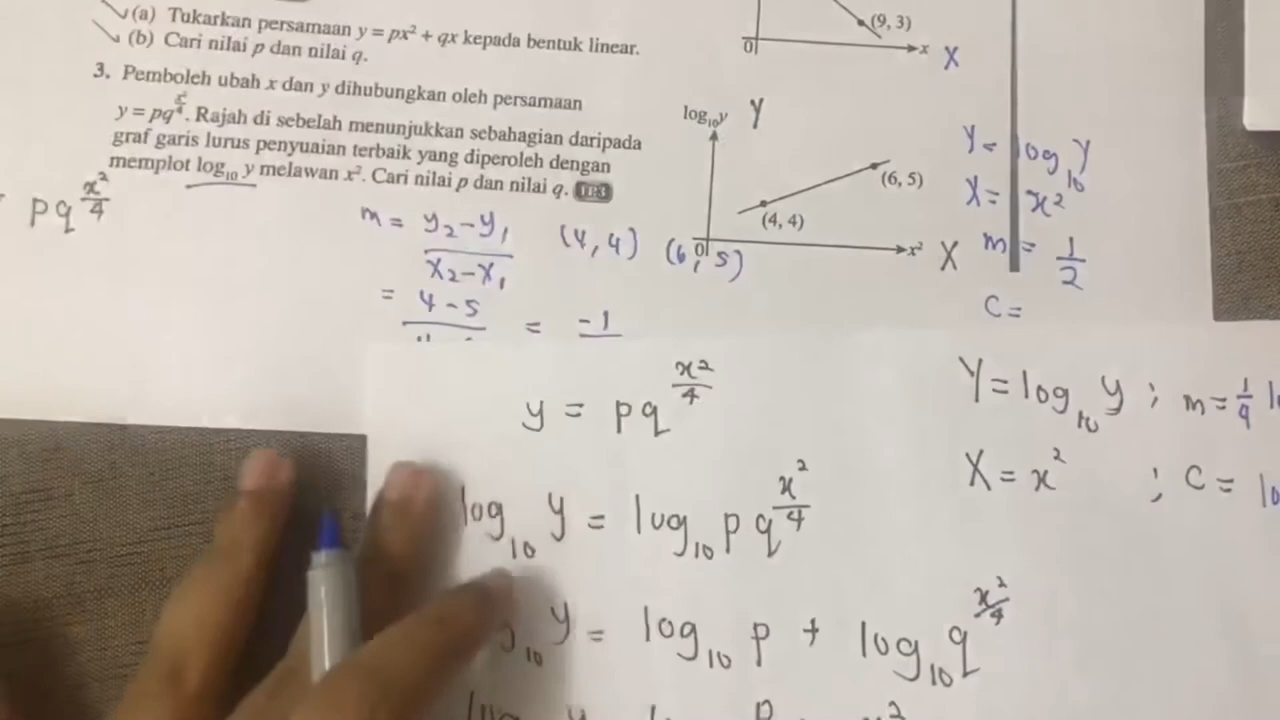 (a) Tukarkan persamaan y = px² + qx kepada bentuk linear.
(b) Cari nilai p dan nilai q.
3. Pemboleh ubah x dan y dihubungkan oleh persamaan
y = pq^(x²/4). Rajah di sebelah menunjukkan sebahagian daripada
graf garis lurus penyuaian terbaik yang diperoleh dengan
memplot log₁₀ y melawan x². Cari nilai p dan nilai q.
pq^(x²/4)
(9, 3)
0 x X
log₁₀y Y
(6, 5)
(4, 4)
0 x² X
Y = log₁₀ y
X = x²
m = 1/2
C =
m = (y₂ - y₁)/(x₂ - x₁) (4, 4) (6, 5)
= 4 - 5
= -1
y = pq^(x²/4)
log₁₀ y = log₁₀ pq^(x²/4)
y = log₁₀ p + log₁₀ q^(x²/4)
Y = log₁₀ y ; m = 1/4
X = x² ; C =